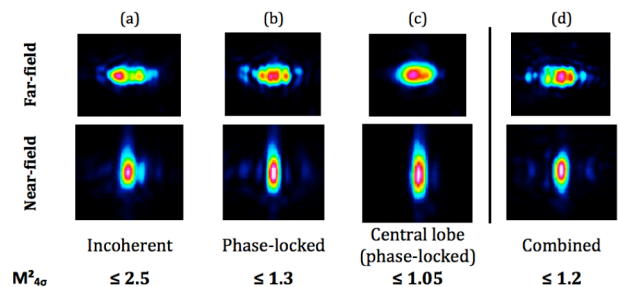 (a) (b) (c) (d)
Far-field
Near-field
Incoherent Phase-locked Central lobe (phase-locked) Combined
M²4σ ≤ 2.5 ≤ 1.3 ≤ 1.05 ≤ 1.2